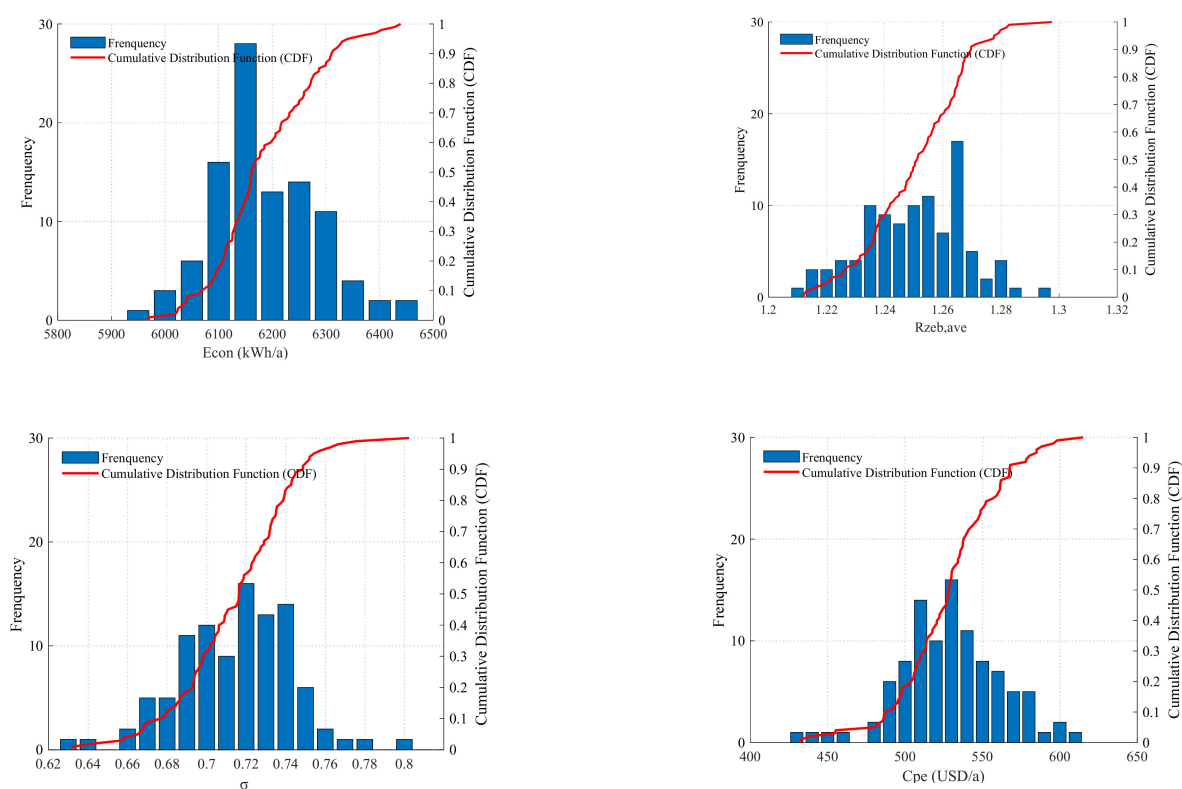 30
20
10
0
Frenquency
Frenquency
Cumulative Distribution Function (CDF)
1
0.9
0.8
0.7
0.6
0.5
0.4
0.3
0.2
0.1
0
Cumulative Distribution Function (CDF)
5800 5900 6000 6100 6200 6300 6400 6500
Econ (kWh/a)
30
20
10
0
Frenquency
Frenquency
Cumulative Distribution Function (CDF)
1
0.9
0.8
0.7
0.6
0.5
0.4
0.3
0.2
0.1
0
Cumulative Distribution Function (CDF)
1.2 1.22 1.24 1.26 1.28 1.3 1.32
Rzeb,ave
30
20
10
0
Frenquency
Frenquency
Cumulative Distribution Function (CDF)
1
0.9
0.8
0.7
0.6
0.5
0.4
0.3
0.2
0.1
0
Cumulative Distribution Function (CDF)
0.62 0.64 0.66 0.68 0.7 0.72 0.74 0.76 0.78 0.8
σ
30
20
10
0
Frenquency
Frenquency
Cumulative Distribution Function (CDF)
1
0.9
0.8
0.7
0.6
0.5
0.4
0.3
0.2
0.1
0
Cumulative Distribution Function (CDF)
400 450 500 550 600 650
Cpe (USD/a)